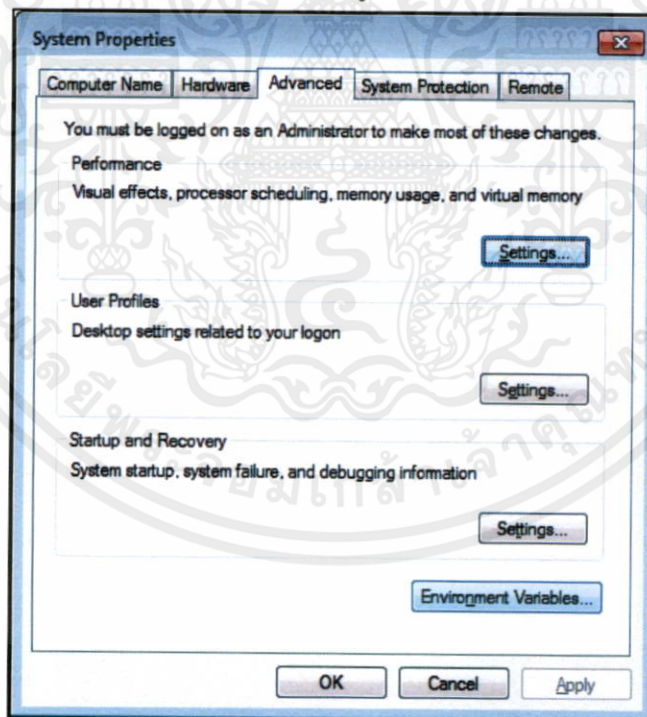 System Properties
Computer Name Hardware Advanced System Protection Remote
You must be logged on as an Administrator to make most of these changes.
Performance
Visual effects, processor scheduling, memory usage, and virtual memory
Settings...
User Profiles
Desktop settings related to your logon
Settings...
Startup and Recovery
System startup, system failure, and debugging information
Settings...
Environment Variables...
OK Cancel Apply